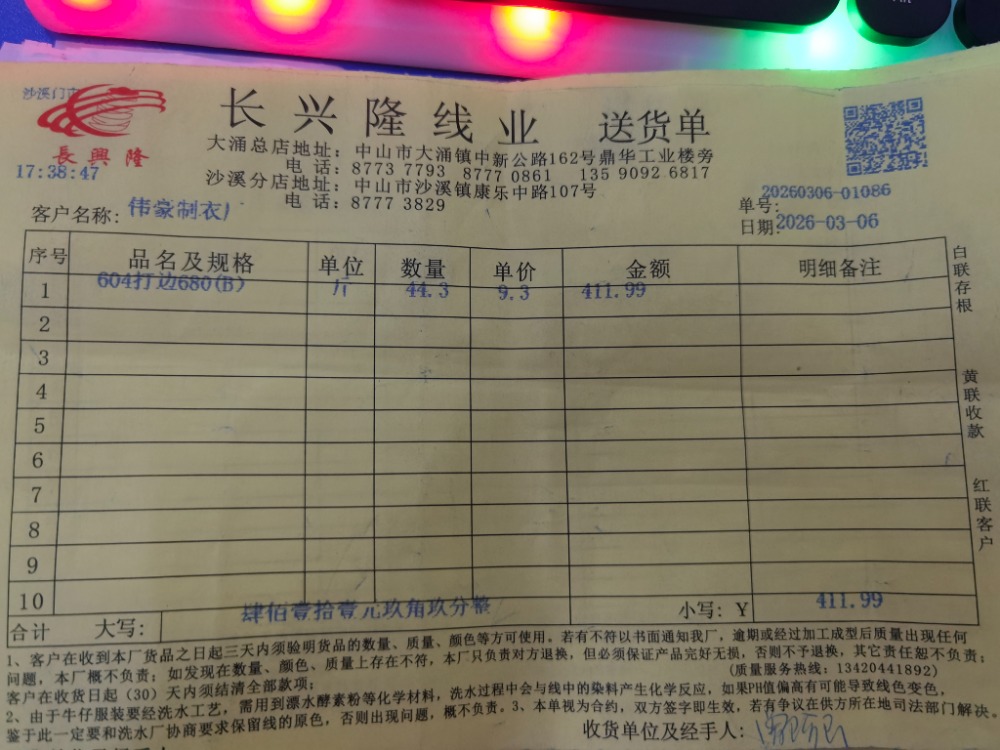 沙溪门市
長興隆
17:38:47
长兴隆线业 送货单
大涌总店地址：中山市大涌镇中新公路162号鼎华工业楼旁
电 话：8773 7793 8777 0861 135 9092 6817
沙溪分店地址：中山市沙溪镇康乐中路107号
电 话：8777 3829
客户名称：伟豪制衣厂
单号：20260306-01086
日期：2026-03-06
序号 品名及规格 单位 数量 单价 金额 明细备注
1 604打边680(B) 斤 44.3 9.3 411.99
2
3
4
5
6
7
8
9
10
合计 大写：肆佰壹拾壹元玖角玖分整 小写：¥ 411.99
白联存根
黄联收款
红联客户
1、客户在收到本厂货品之日起三天内须验明货品的数量、质量、颜色等方可使用。若有不符以书面通知我厂，逾期或经过加工成型后质量出现任何
问题，本厂概不负责；如发现在数量、颜色、质量上存在不符，本厂只负责对方退换，但必须保证产品完好无损，否则不予退换，其它责任恕不负责；
(质量服务热线：13420441892)
客户在收货日起（30）天内须结清全部款项；
2、由于牛仔服装要经洗水工艺，需用到漂水酵素粉等化学材料，洗水过程中会与线中的染料产生化学反应，如果PH值偏高有可能导致线色变色，
鉴于此一定要和洗水厂协商要求保留线的原色，否则出现问题，概不负责。3、本单视为合约，双方签字即生效，若有争议在供方所在地司法部门解决。
收货单位及经手人：